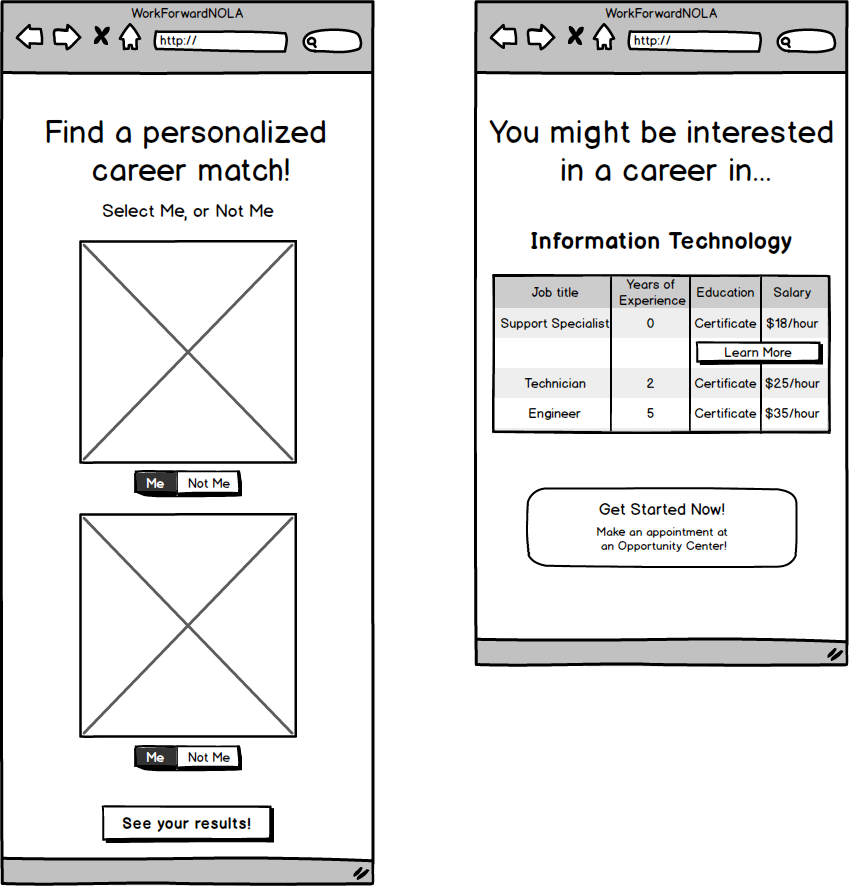 WorkForwardNOLA
http://
Find a personalized
career match!
Select Me, or Not Me
Me Not Me
Me Not Me
See your results!
WorkForwardNOLA
http://
You might be interested
in a career in...
Information Technology
Job title Years of Experience Education Salary
Support Specialist 0 Certificate $18/hour
Learn More
Technician 2 Certificate $25/hour
Engineer 5 Certificate $35/hour
Get Started Now!
Make an appointment at
an Opportunity Center!